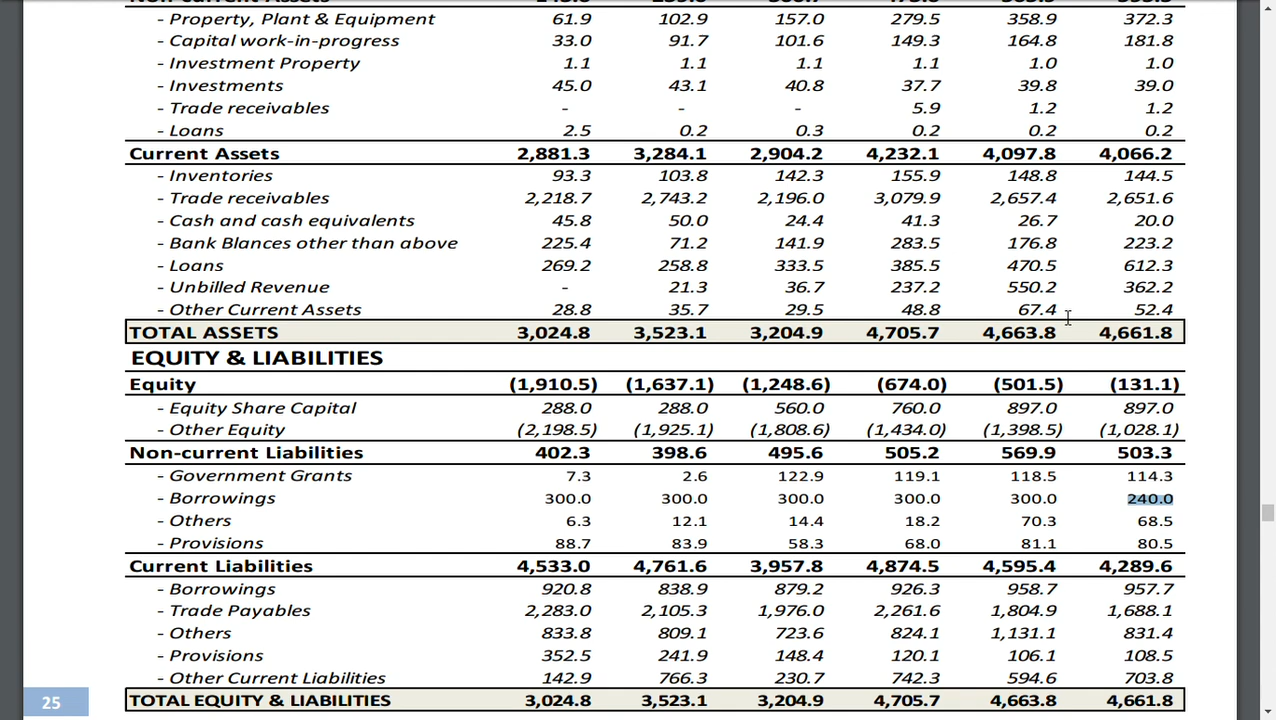 - Property, Plant & Equipment 61.9 102.9 157.0 279.5 358.9 372.3
- Capital work-in-progress 33.0 91.7 101.6 149.3 164.8 181.8
- Investment Property 1.1 1.1 1.1 1.1 1.0 1.0
- Investments 45.0 43.1 40.8 37.7 39.8 39.0
- Trade receivables - - - 5.9 1.2 1.2
- Loans 2.5 0.2 0.3 0.2 0.2 0.2
Current Assets 2,881.3 3,284.1 2,904.2 4,232.1 4,097.8 4,066.2
- Inventories 93.3 103.8 142.3 155.9 148.8 144.5
- Trade receivables 2,218.7 2,743.2 2,196.0 3,079.9 2,657.4 2,651.6
- Cash and cash equivalents 45.8 50.0 24.4 41.3 26.7 20.0
- Bank Blances other than above 225.4 71.2 141.9 283.5 176.8 223.2
- Loans 269.2 258.8 333.5 385.5 470.5 612.3
- Unbilled Revenue - 21.3 36.7 237.2 550.2 362.2
- Other Current Assets 28.8 35.7 29.5 48.8 67.4 52.4
TOTAL ASSETS 3,024.8 3,523.1 3,204.9 4,705.7 4,663.8 4,661.8
EQUITY & LIABILITIES
Equity (1,910.5) (1,637.1) (1,248.6) (674.0) (501.5) (131.1)
- Equity Share Capital 288.0 288.0 560.0 760.0 897.0 897.0
- Other Equity (2,198.5) (1,925.1) (1,808.6) (1,434.0) (1,398.5) (1,028.1)
Non-current Liabilities 402.3 398.6 495.6 505.2 569.9 503.3
- Government Grants 7.3 2.6 122.9 119.1 118.5 114.3
- Borrowings 300.0 300.0 300.0 300.0 300.0 240.0
- Others 6.3 12.1 14.4 18.2 70.3 68.5
- Provisions 88.7 83.9 58.3 68.0 81.1 80.5
Current Liabilities 4,533.0 4,761.6 3,957.8 4,874.5 4,595.4 4,289.6
- Borrowings 920.8 838.9 879.2 926.3 958.7 957.7
- Trade Payables 2,283.0 2,105.3 1,976.0 2,261.6 1,804.9 1,688.1
- Others 833.8 809.1 723.6 824.1 1,131.1 831.4
- Provisions 352.5 241.9 148.4 120.1 106.1 108.5
- Other Current Liabilities 142.9 766.3 230.7 742.3 594.6 703.8
25 TOTAL EQUITY & LIABILITIES 3,024.8 3,523.1 3,204.9 4,705.7 4,663.8 4,661.8